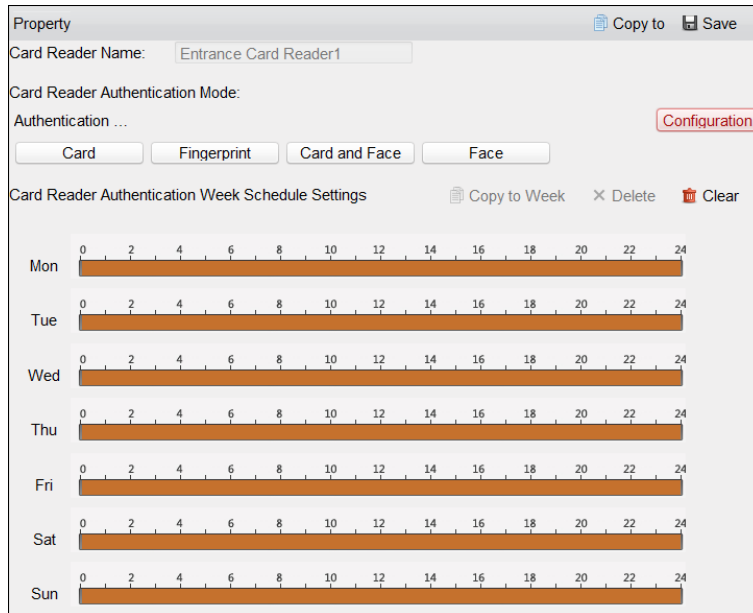 Property Copy to Save
Card Reader Name: Entrance Card Reader1
Card Reader Authentication Mode:
Authentication ... Configuration
Card Fingerprint Card and Face Face
Card Reader Authentication Week Schedule Settings Copy to Week Delete Clear
0 2 4 6 8 10 12 14 16 18 20 22 24
Mon
0 2 4 6 8 10 12 14 16 18 20 22 24
Tue
0 2 4 6 8 10 12 14 16 18 20 22 24
Wed
0 2 4 6 8 10 12 14 16 18 20 22 24
Thu
0 2 4 6 8 10 12 14 16 18 20 22 24
Fri
0 2 4 6 8 10 12 14 16 18 20 22 24
Sat
0 2 4 6 8 10 12 14 16 18 20 22 24
Sun